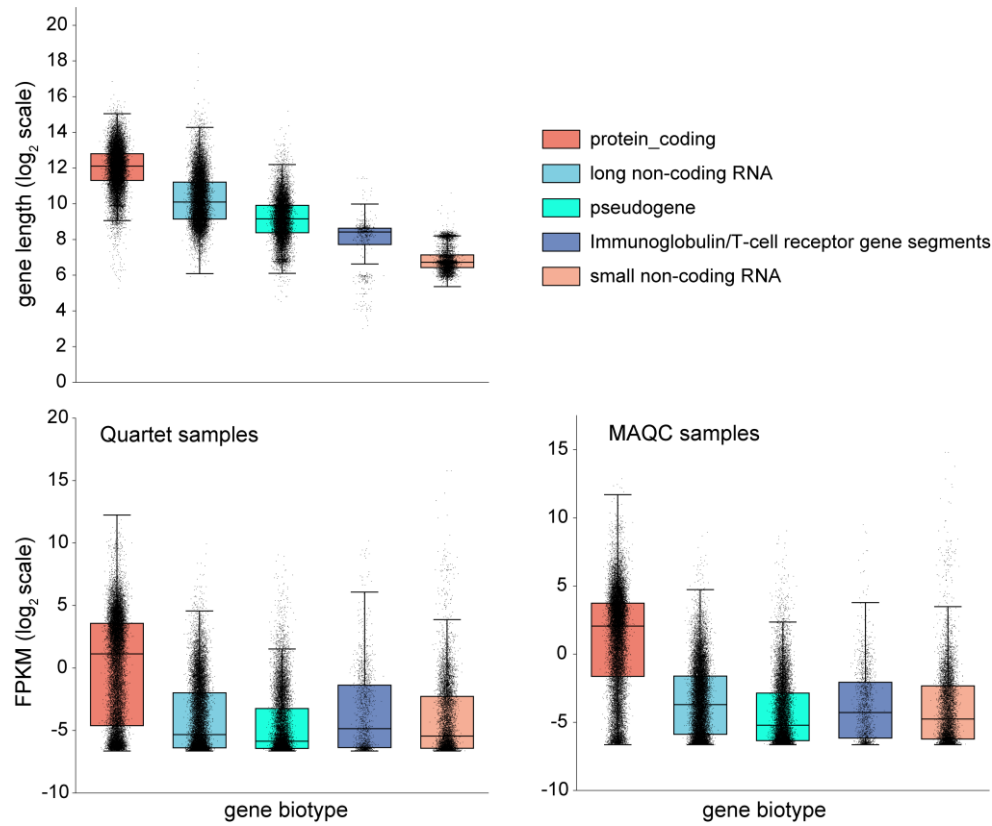 gene length (log2 scale)
20
18
16
14
12
10
8
6
4
2
0
protein_coding
long non-coding RNA
pseudogene
Immunoglobulin/T-cell receptor gene segments
small non-coding RNA
Quartet samples
FPKM (log2 scale)
20
15
10
5
0
-5
-10
gene biotype
MAQC samples
15
10
5
0
-5
-10
gene biotype